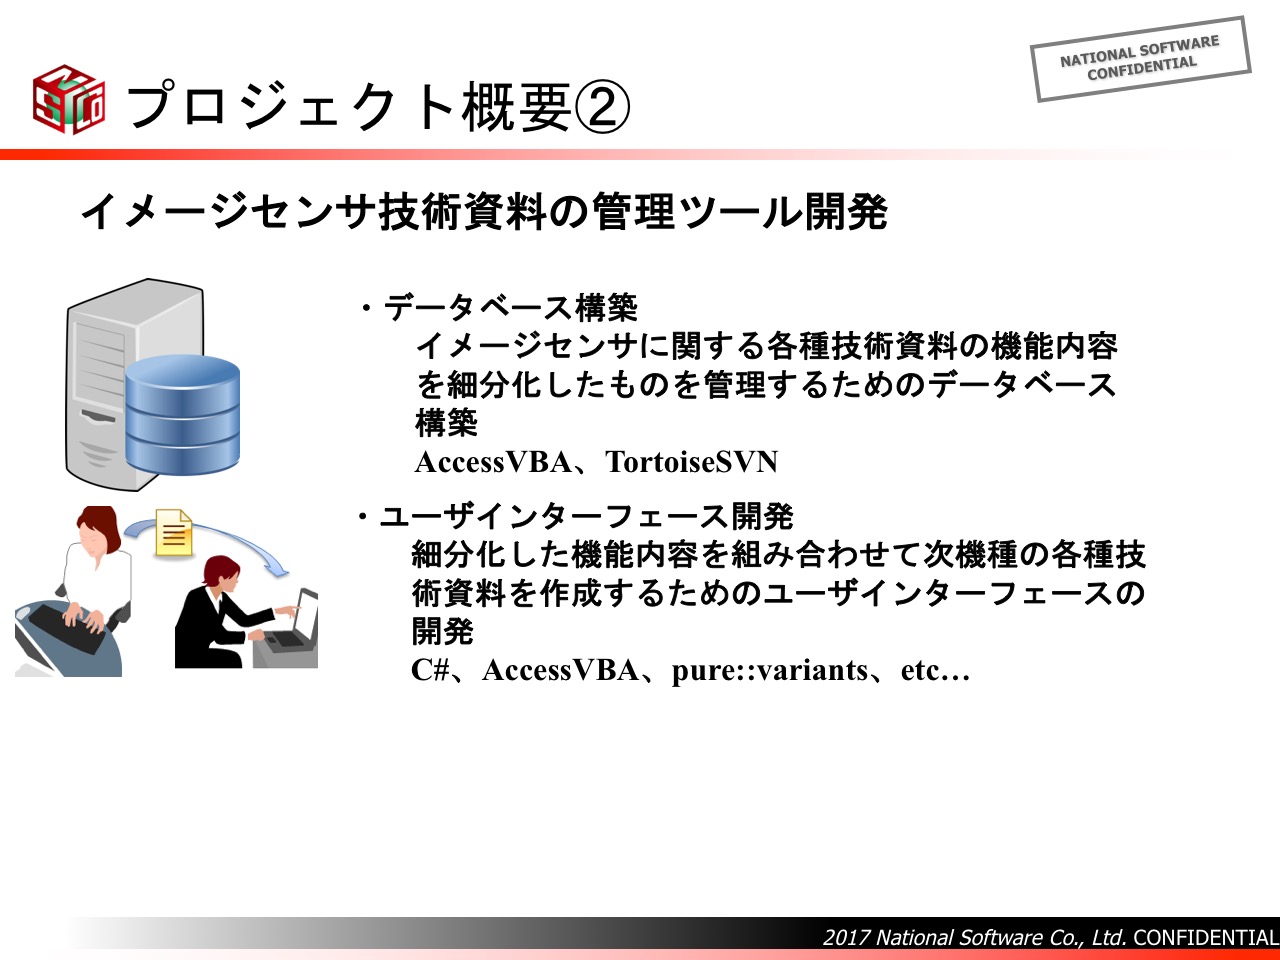 NATIONAL SOFTWARE
CONFIDENTIAL
プロジェクト概要②
イメージセンサ技術資料の管理ツール開発
・データベース構築
イメージセンサに関する各種技術資料の機能内容
を細分化したものを管理するためのデータベース
構築
AccessVBA、TortoiseSVN
・ユーザインターフェース開発
細分化した機能内容を組み合わせて次機種の各種技
術資料を作成するためのユーザインターフェースの
開発
C#、AccessVBA、pure::variants、etc…
2017 National Software Co., Ltd. CONFIDENTIAL